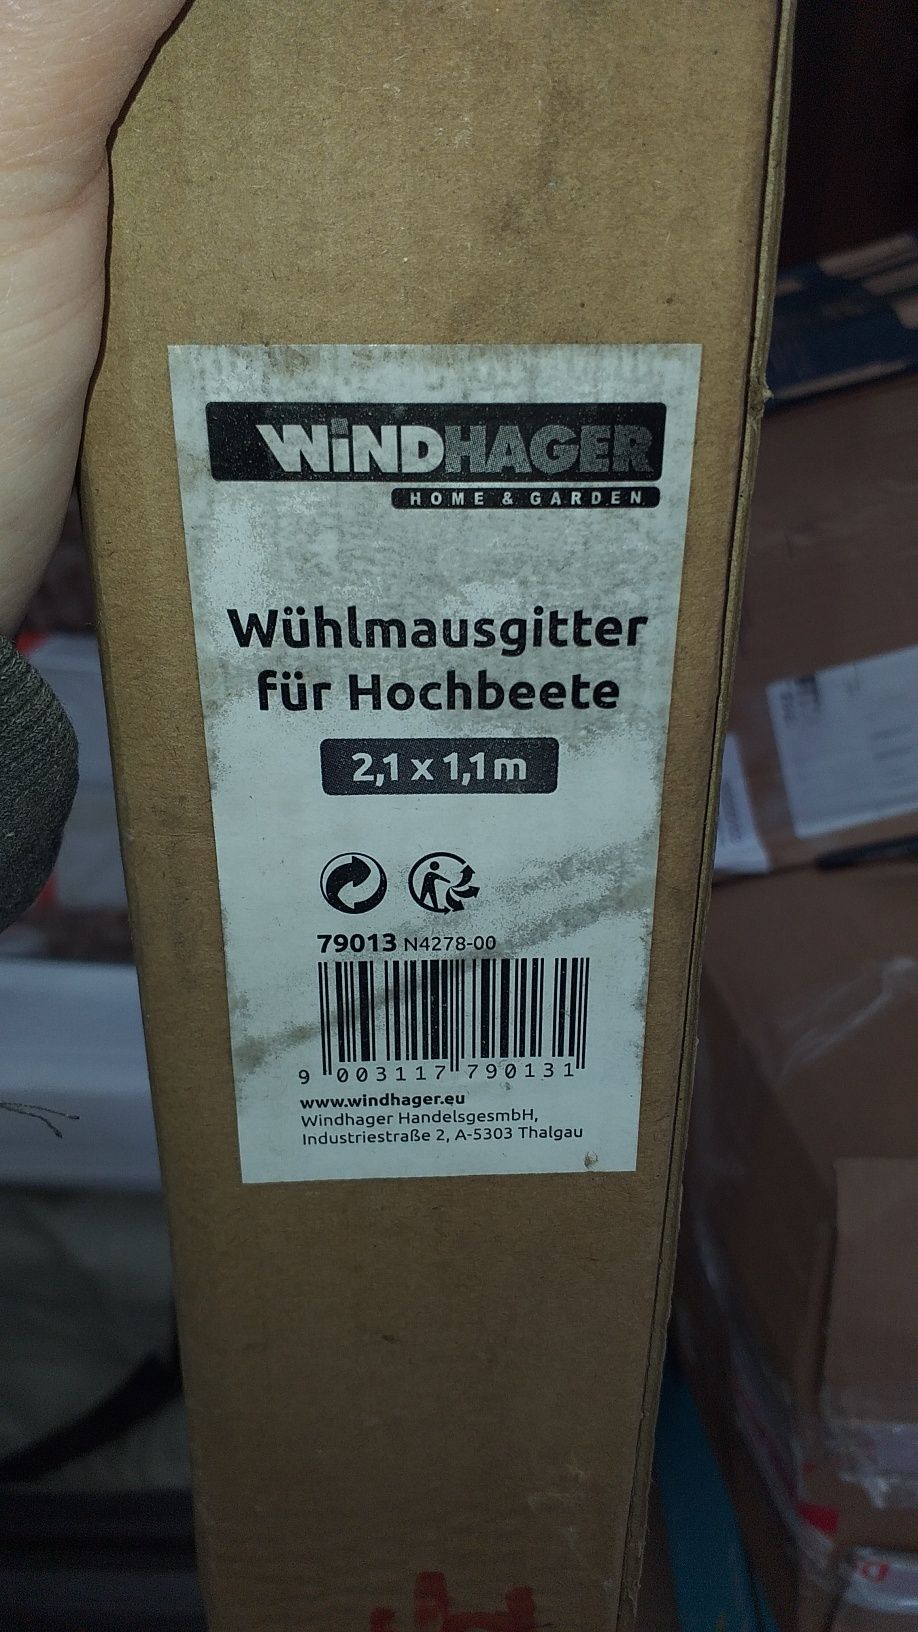 WiNDHAGER
HOME & GARDEN
Wühlmausgitter
für Hochbeete
2,1 x 1,1 m
79013 N4278-00
9 003117 790131
www.windhager.eu
Windhager HandelsgesmbH,
Industriestraße 2, A-5303 Thalgau